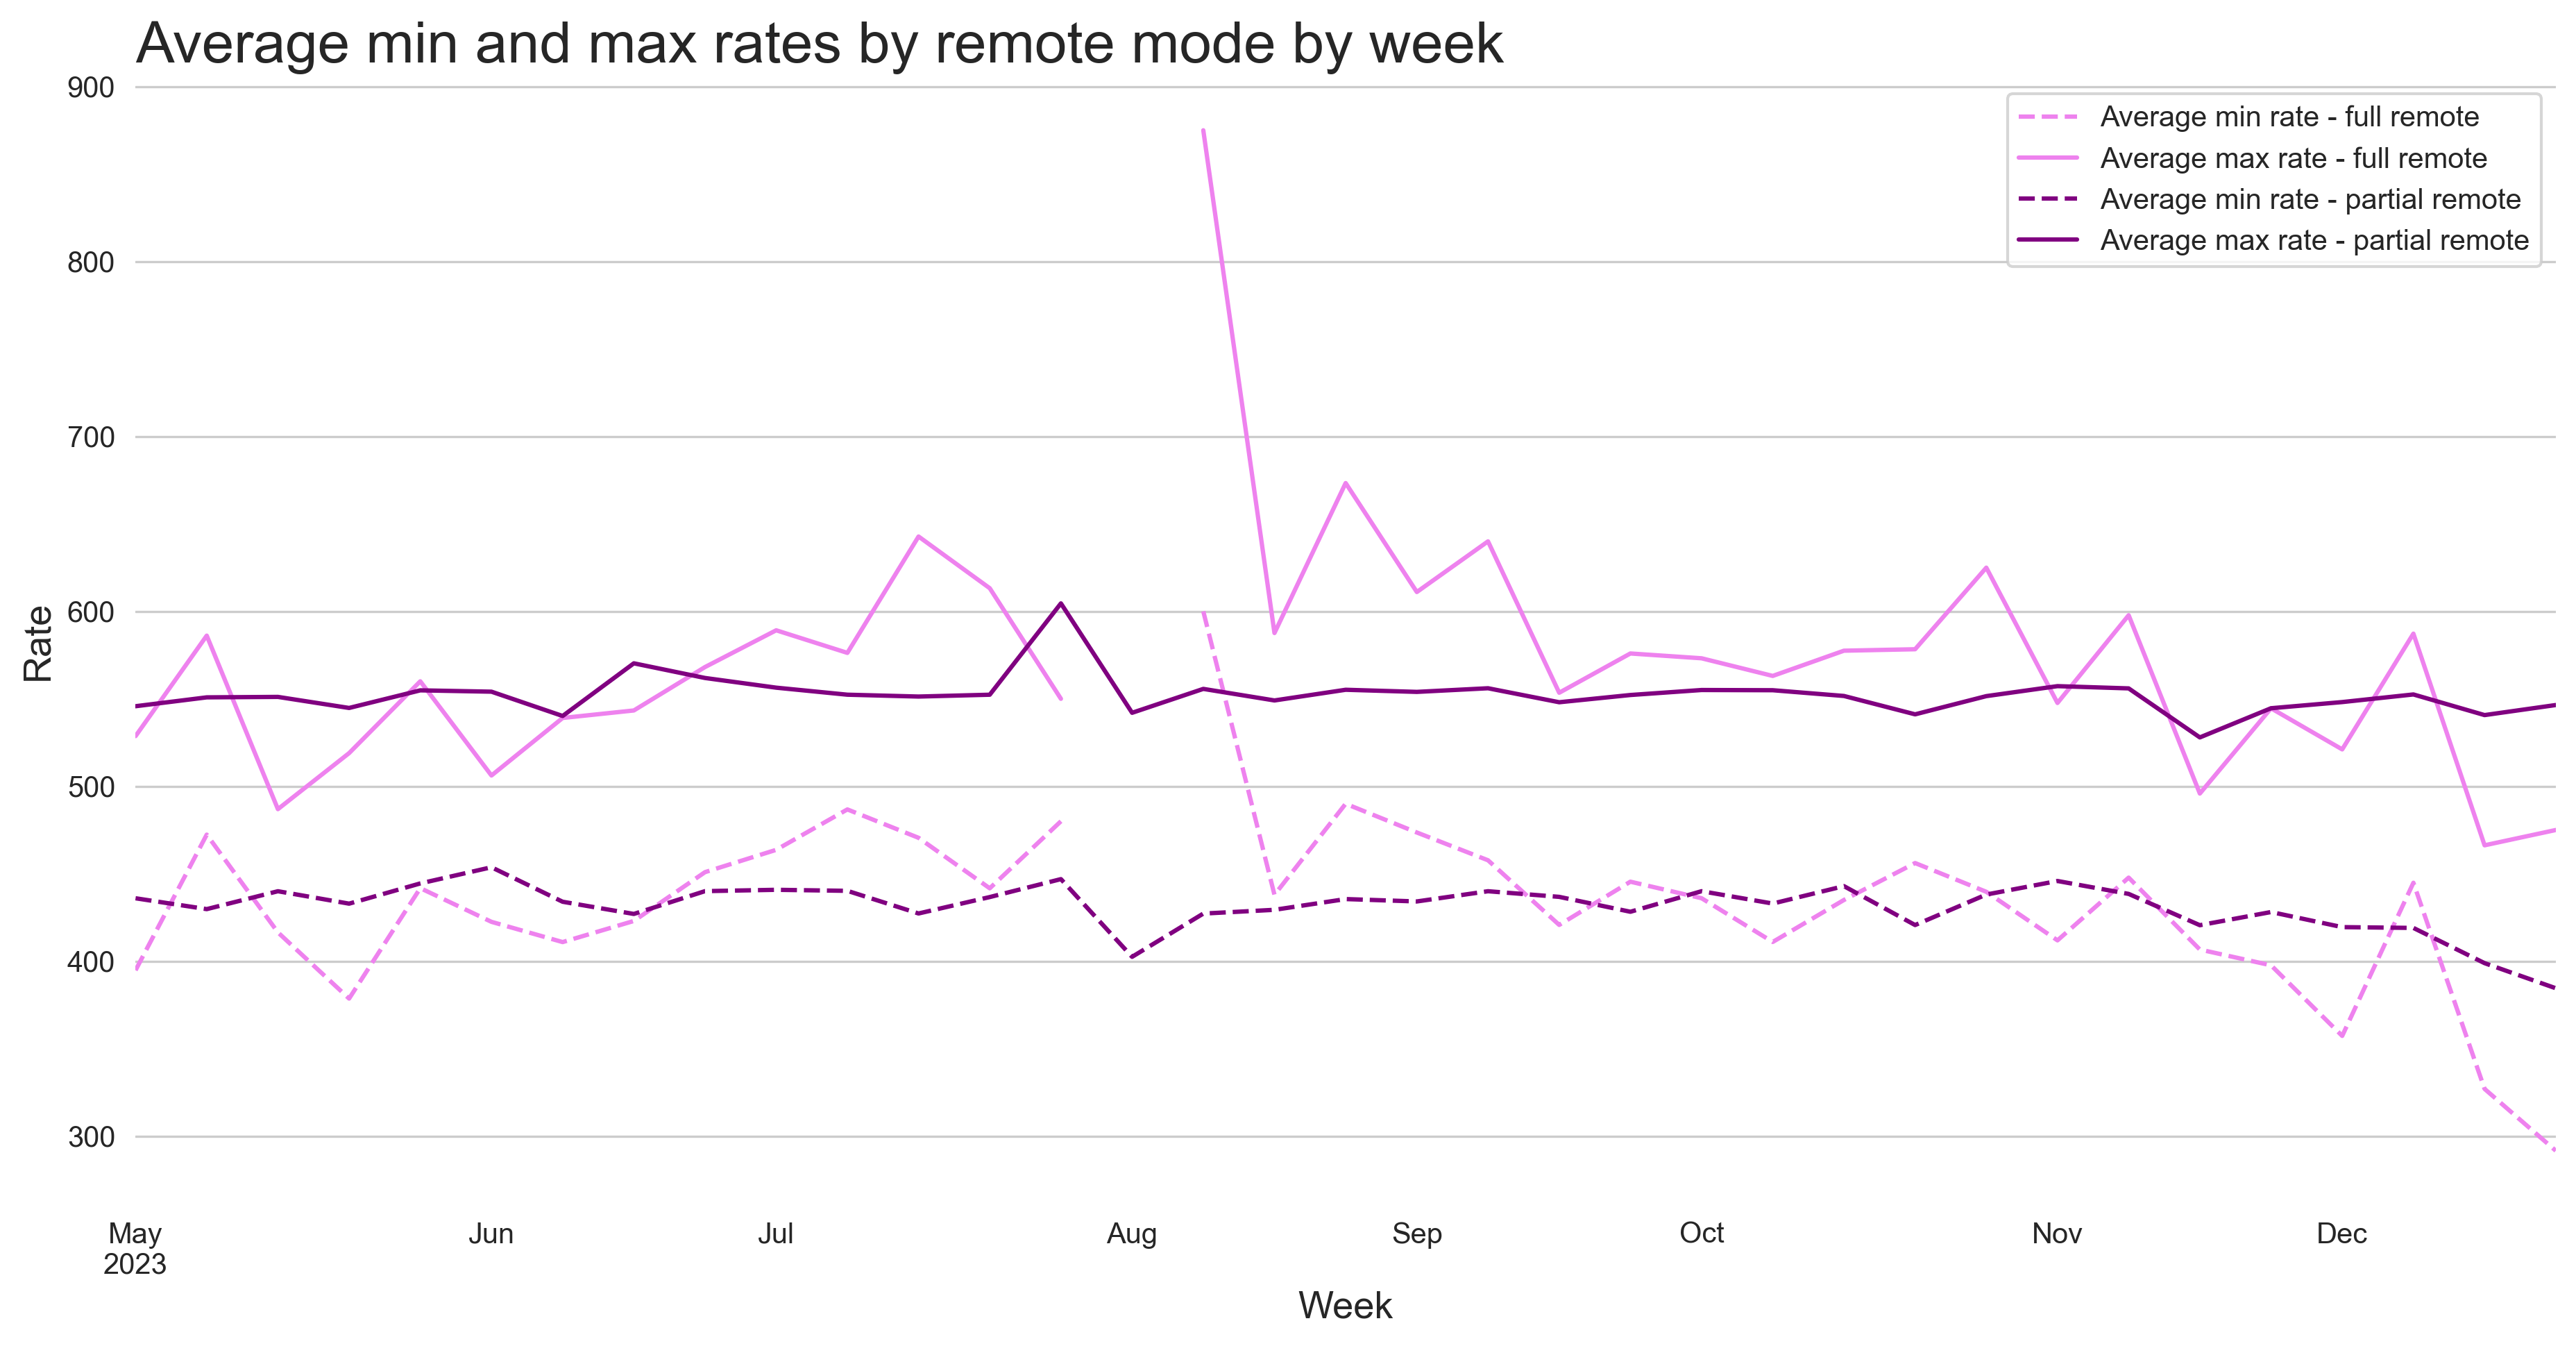 Average min and max rates by remote mode by week
900
800
700
600
500
400
300
Rate
Average min rate - full remote
Average max rate - full remote
Average min rate - partial remote
Average max rate - partial remote
May Jun Jul Aug Sep Oct Nov Dec
2023
Week